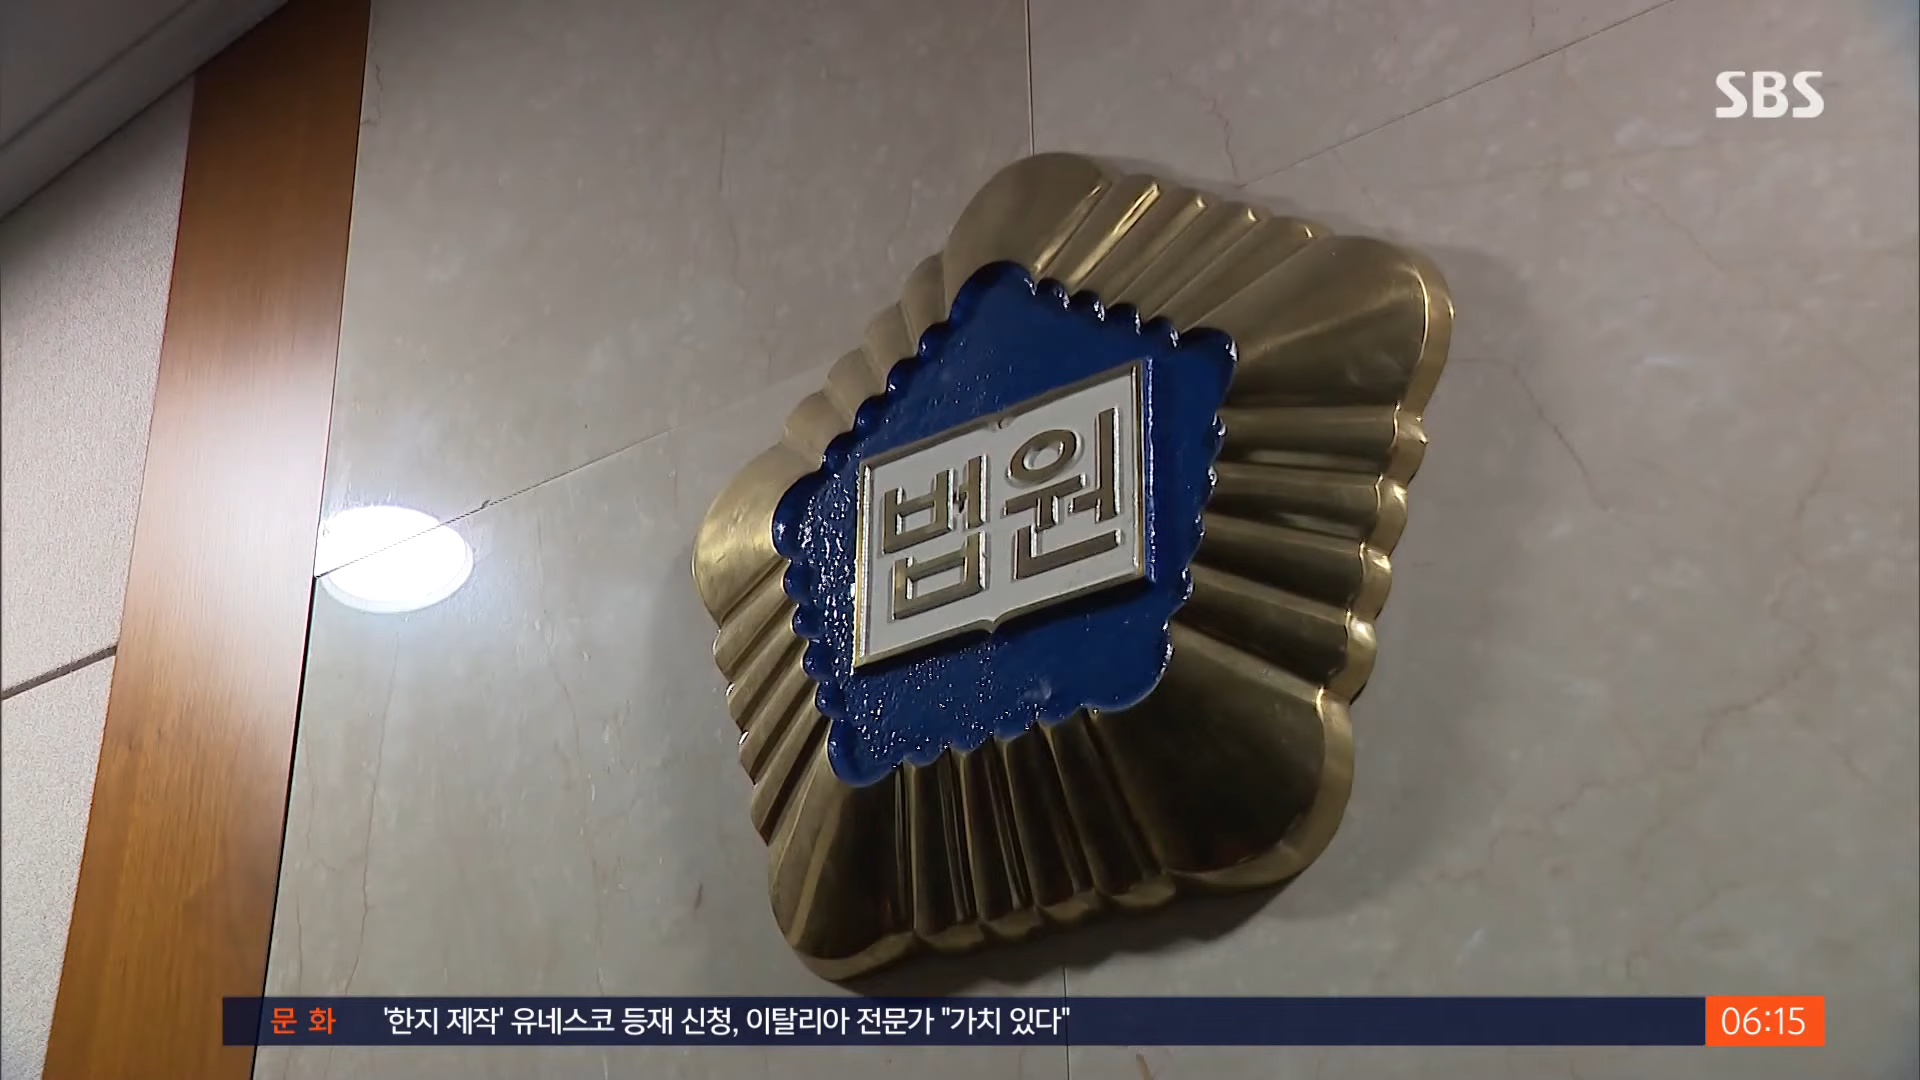 SBS
법원
문화 '한지 제작' 유네스코 등재 신청, 이탈리아 전문가 "가치 있다" 06:15